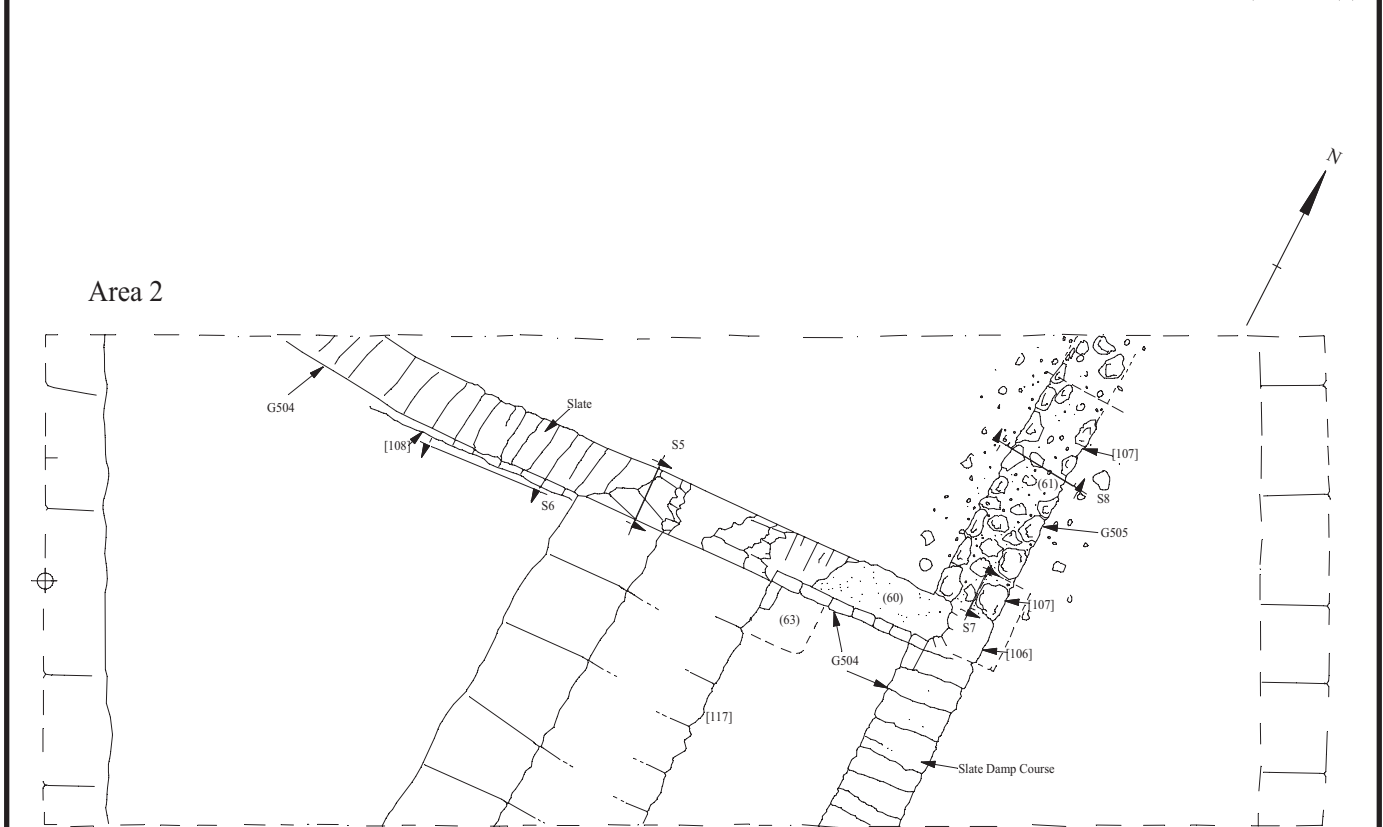 N
Area 2
G504
Slate
[108]
S5
S6
[107]
(61)
S8
G505
(60)
[107]
(63)
S7
[106]
G504
[117]
Slate Damp Course